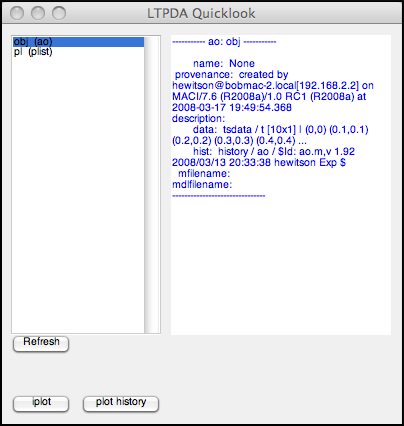 LTPDA Quicklook
obj (ao)
pl (plist)
----------- ao: obj -----------
name: None
provenance: created by
hewitson@bobmac-2.local[192.168.2.2] on
MACI/7.6 (R2008a)/1.0 RC1 (R2008a) at
2008-03-17 19:49:54.368
description:
data: tsdata / t [10x1] | (0,0) (0.1,0.1)
(0.2,0.2) (0.3,0.3) (0.4,0.4) ...
hist: history / ao / $Id: ao.m,v 1.92
2008/03/13 20:33:38 hewitson Exp $
mfilename:
mdlfilename:
-------------------------------
Refresh
iplot
plot history